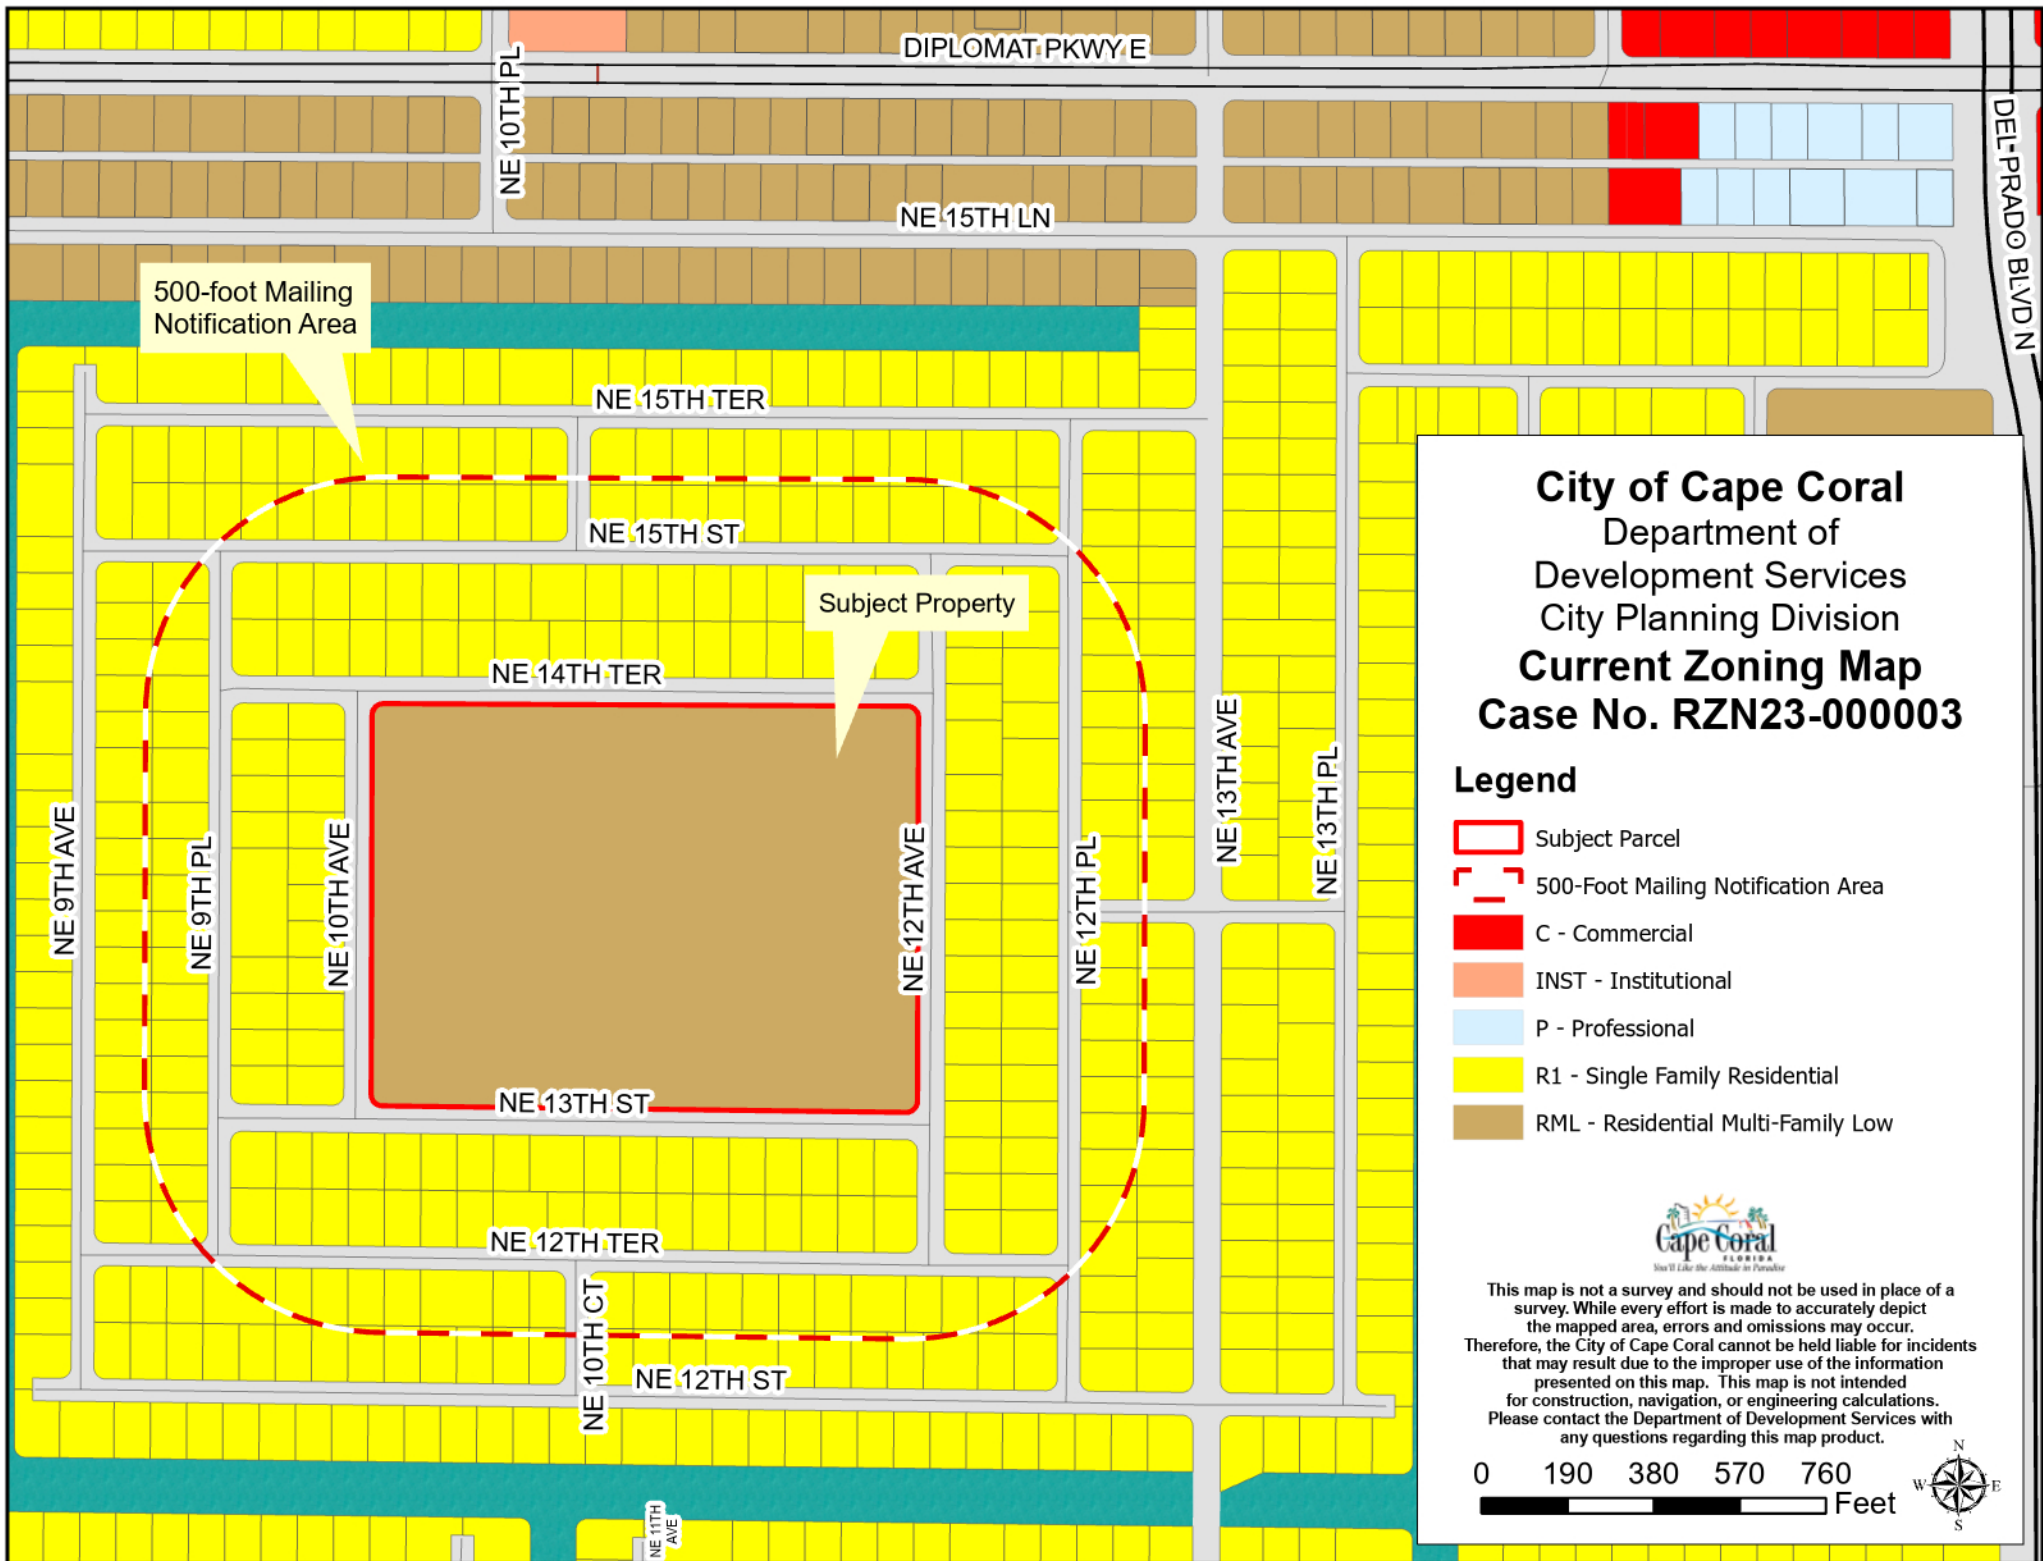 DIPLOMAT PKWY E
NE 10TH PL
DEL PRADO BLVD N
NE 15TH LN
500-foot Mailing
Notification Area
NE 15TH TER
NE 15TH ST
Subject Property
NE 14TH TER
NE 9TH AVE
NE 9TH PL
NE 10TH AVE
NE 12TH AVE
NE 12TH PL
NE 13TH AVE
NE 13TH PL
NE 13TH ST
NE 12TH TER
NE 10TH CT
NE 12TH ST
NE 11TH
AVE
City of Cape Coral
Department of
Development Services
City Planning Division
Current Zoning Map
Case No. RZN23-000003
Legend
Subject Parcel
500-Foot Mailing Notification Area
C - Commercial
INST - Institutional
P - Professional
R1 - Single Family Residential
RML - Residential Multi-Family Low
Cape Coral
FLORIDA
You'll Like the Attitude in Paradise
This map is not a survey and should not be used in place of a
survey. While every effort is made to accurately depict
the mapped area, errors and omissions may occur.
Therefore, the City of Cape Coral cannot be held liable for incidents
that may result due to the improper use of the information
presented on this map. This map is not intended
for construction, navigation, or engineering calculations.
Please contact the Department of Development Services with
any questions regarding this map product.
0 190 380 570 760
Feet
N
W E
S